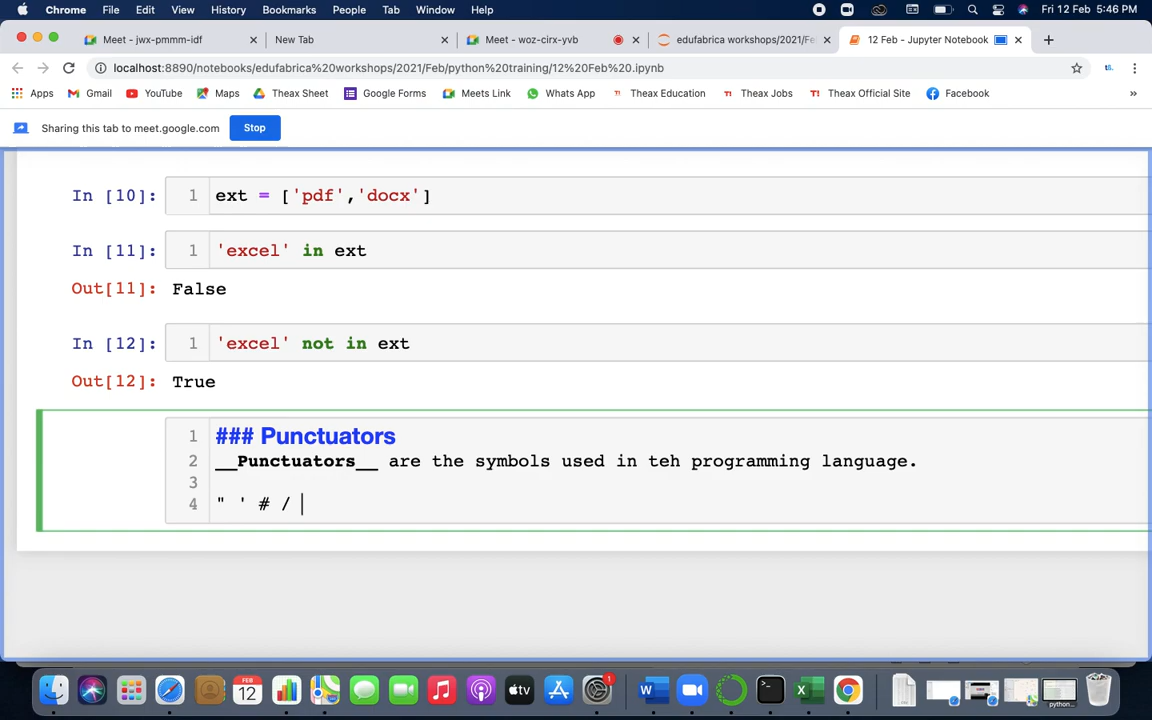 Chrome File Edit View History Bookmarks People Tab Window Help Fri 12 Feb 5:46 PM
Meet - jwx-pmmm-idf New Tab Meet - woz-cirx-yvb edufabrica workshops/2021/Fe 12 Feb - Jupyter Notebook
localhost:8890/notebooks/edufabrica%20workshops/2021/Feb/python%20training/12%20Feb%20.ipynb
Apps Gmail YouTube Maps Theax Sheet Google Forms Meets Link Whats App Theax Education Theax Jobs Theax Official Site Facebook »
Sharing this tab to meet.google.com Stop
In [10]: 1 ext = ['pdf','docx']
In [11]: 1 'excel' in ext
Out[11]: False
In [12]: 1 'excel' not in ext
Out[12]: True
1 ### Punctuators
2 __Punctuators__ are the symbols used in teh programming language.
3
4 " ' # /
FEB
12
tv
1
W
X
python...